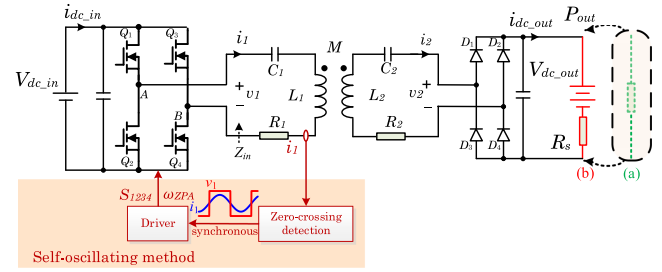 i_dc_in
Q1
Q3
i1
M
i2
i_dc_out
P_out
C1
C2
D1
D2
V_dc_in
A
B
v1
L1
L2
v2
V_dc_out
R1
R2
Q2
Q4
Z_in
i1
D3
D4
R_s
(b)
(a)
S1234
ω_ZPA
v1
i1
Driver
synchronous
Zero-crossing
detection
Self-oscillating method